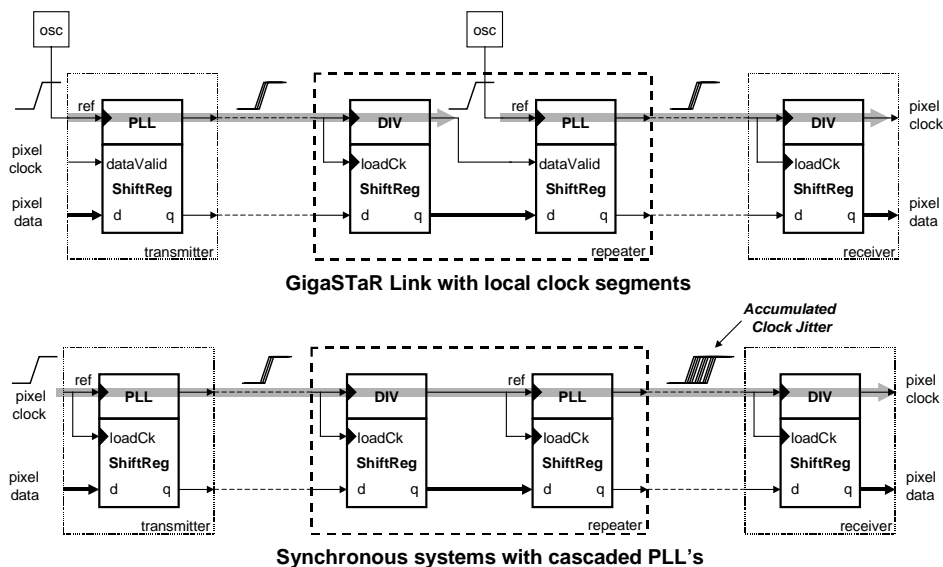 osc
osc
ref
PLL
DIV
ref
PLL
DIV
pixel
clock
pixel
clock
dataValid
loadCk
dataValid
loadCk
ShiftReg
ShiftReg
ShiftReg
ShiftReg
pixel
data
d q
d q
d q
d q
pixel
data
transmitter
repeater
receiver
GigaSTaR Link with local clock segments
Accumulated
Clock Jitter
ref
PLL
DIV
ref
PLL
DIV
pixel
clock
pixel
clock
loadCk
loadCk
loadCk
loadCk
ShiftReg
ShiftReg
ShiftReg
ShiftReg
pixel
data
d q
d q
d q
d q
pixel
data
transmitter
repeater
receiver
Synchronous systems with cascaded PLL's